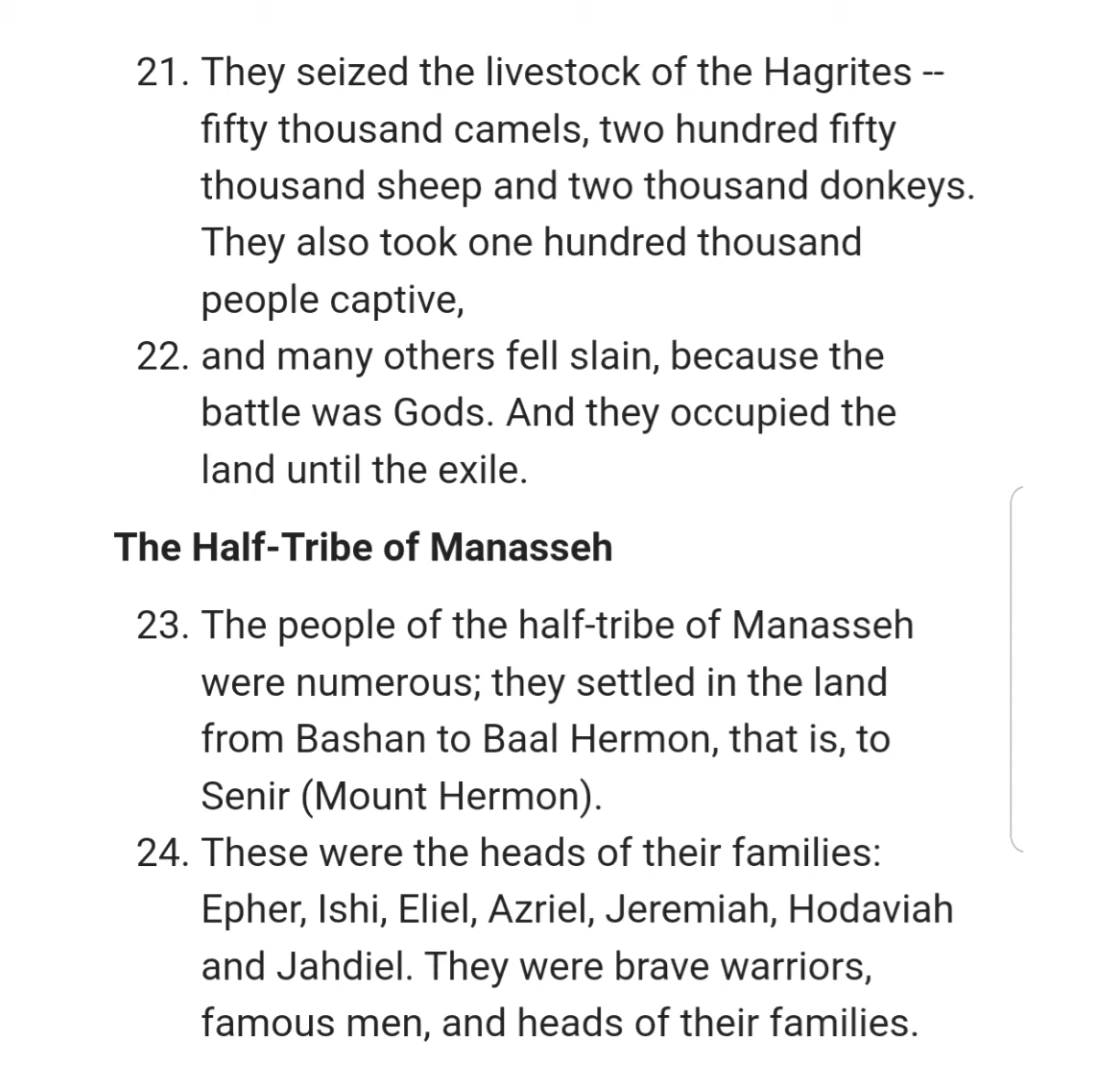 21. They seized the livestock of the Hagrites --
fifty thousand camels, two hundred fifty
thousand sheep and two thousand donkeys.
They also took one hundred thousand
people captive,
22. and many others fell slain, because the
battle was Gods. And they occupied the
land until the exile.
The Half-Tribe of Manasseh
23. The people of the half-tribe of Manasseh
were numerous; they settled in the land
from Bashan to Baal Hermon, that is, to
Senir (Mount Hermon).
24. These were the heads of their families:
Epher, Ishi, Eliel, Azriel, Jeremiah, Hodaviah
and Jahdiel. They were brave warriors,
famous men, and heads of their families.